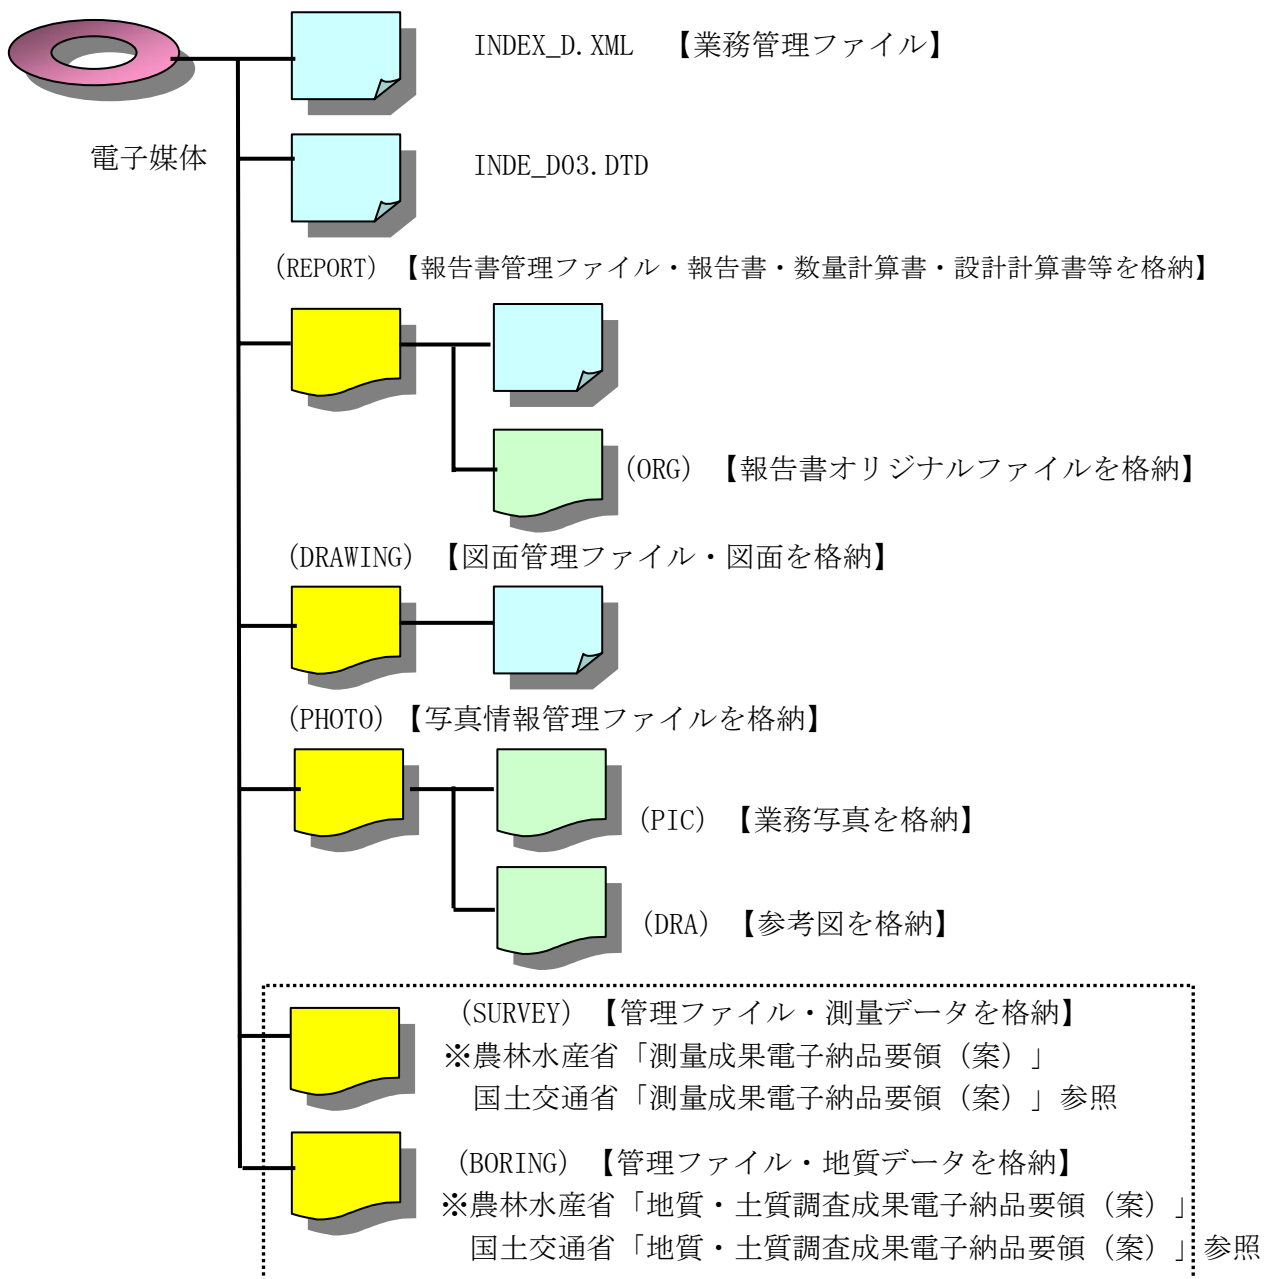 INDEX_D.XML 【業務管理ファイル】
電子媒体
INDE_D03.DTD
(REPORT) 【報告書管理ファイル・報告書・数量計算書・設計計算書等を格納】
(ORG) 【報告書オリジナルファイルを格納】
(DRAWING) 【図面管理ファイル・図面を格納】
(PHOTO) 【写真情報管理ファイルを格納】
(PIC) 【業務写真を格納】
(DRA) 【参考図を格納】
(SURVEY) 【管理ファイル・測量データを格納】
※農林水産省「測量成果電子納品要領（案）」
国土交通省「測量成果電子納品要領（案）」参照
(BORING) 【管理ファイル・地質データを格納】
※農林水産省「地質・土質調査成果電子納品要領（案）」
国土交通省「地質・土質調査成果電子納品要領（案）」参照